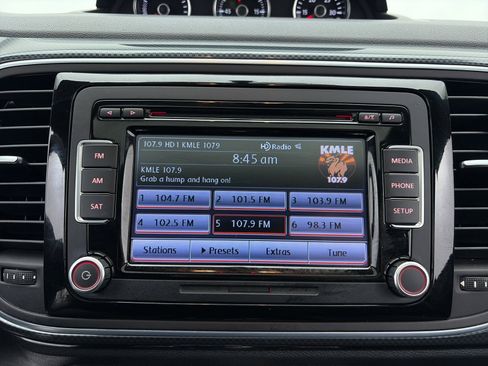 107.9 HD1 KMLE 1079 HD Radio
8:45 am
KMLE
107.9
KMLE 107.9
Grab a hump and hang on!
1 104.7 FM 2 101.5 FM 3 103.9 FM
4 102.5 FM 5 107.9 FM 6 98.3 FM
Stations Presets Extras Tune
FM
AM
SAT
MEDIA
PHONE
SETUP